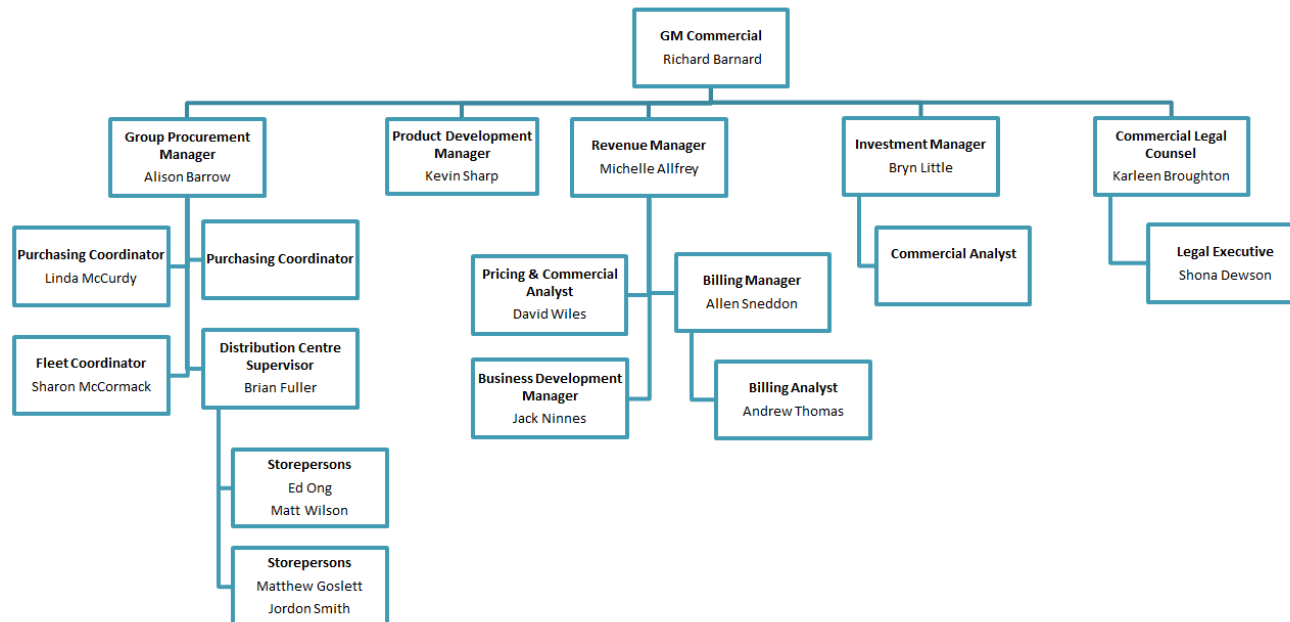 GM Commercial
Richard Barnard
Group Procurement
Manager
Alison Barrow
Product Development
Manager
Kevin Sharp
Revenue Manager
Michelle Allfrey
Investment Manager
Bryn Little
Commercial Legal
Counsel
Karleen Broughton
Purchasing Coordinator
Linda McCurdy
Purchasing Coordinator
Fleet Coordinator
Sharon McCormack
Distribution Centre
Supervisor
Brian Fuller
Storepersons
Ed Ong
Matt Wilson
Storepersons
Matthew Goslett
Jordon Smith
Pricing & Commercial
Analyst
David Wiles
Billing Manager
Allen Sneddon
Business Development
Manager
Jack Ninnes
Billing Analyst
Andrew Thomas
Commercial Analyst
Legal Executive
Shona Dewson